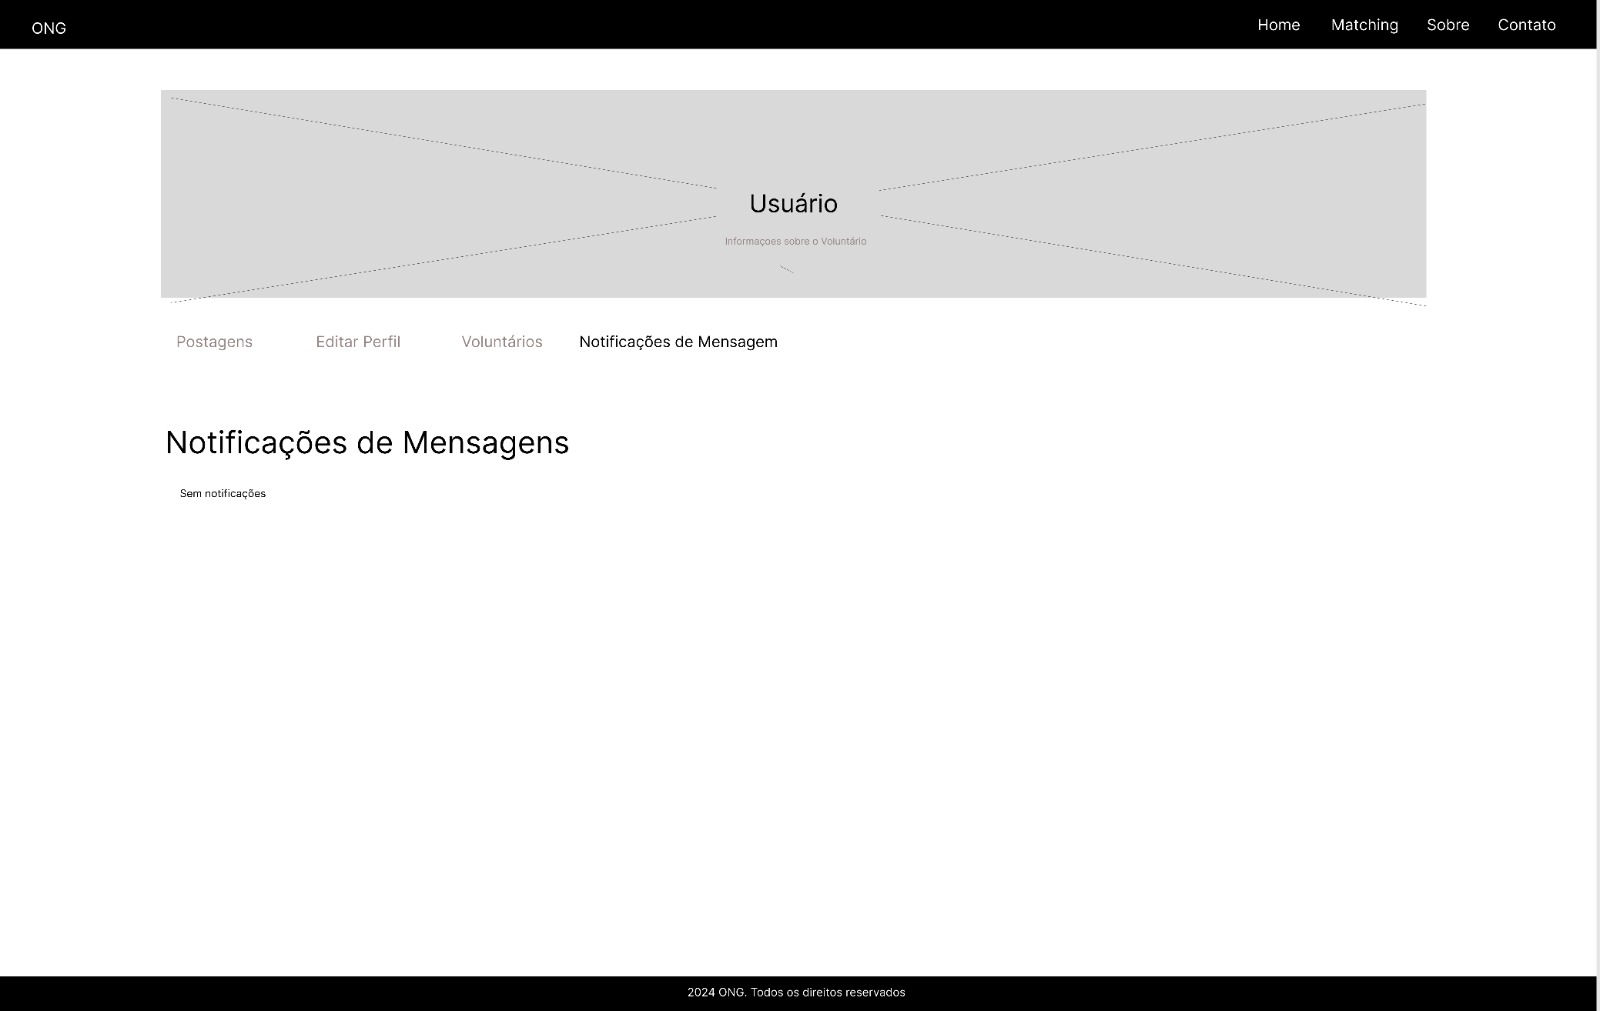 ONG
Home Matching Sobre Contato
Usuário
Informaçoes sobre o Voluntário
Postagens Editar Perfil Voluntários Notificações de Mensagem
Notificações de Mensagens
Sem notificações
2024 ONG. Todos os direitos reservados